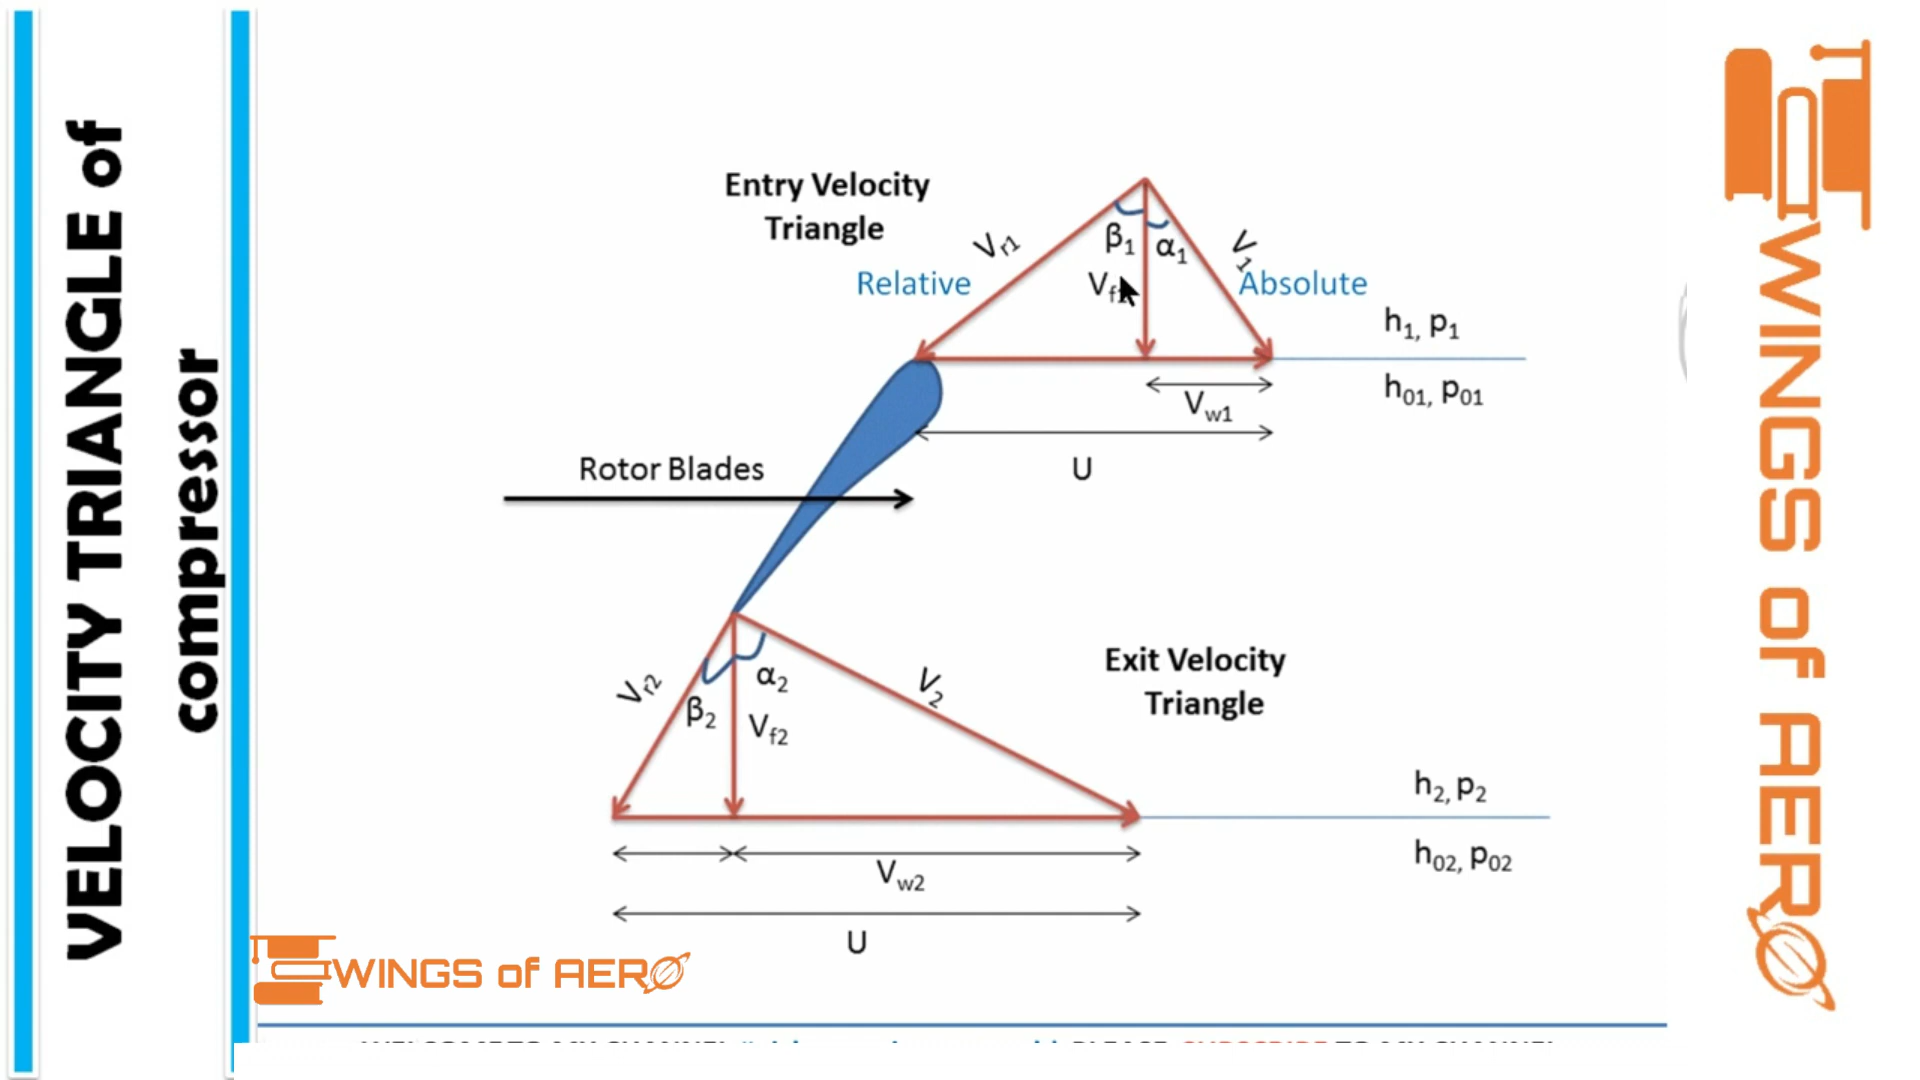 VELOCITY TRIANGLE of
compressor
Entry Velocity
Triangle
Relative
Absolute
Vr1
β1
α1
V1
Vf1
h1, p1
h01, p01
Vw1
U
Rotor Blades
Exit Velocity
Triangle
Vr2
β2
α2
Vf2
V2
h2, p2
h02, p02
Vw2
U
WINGS of AERO
WINGS of AERO